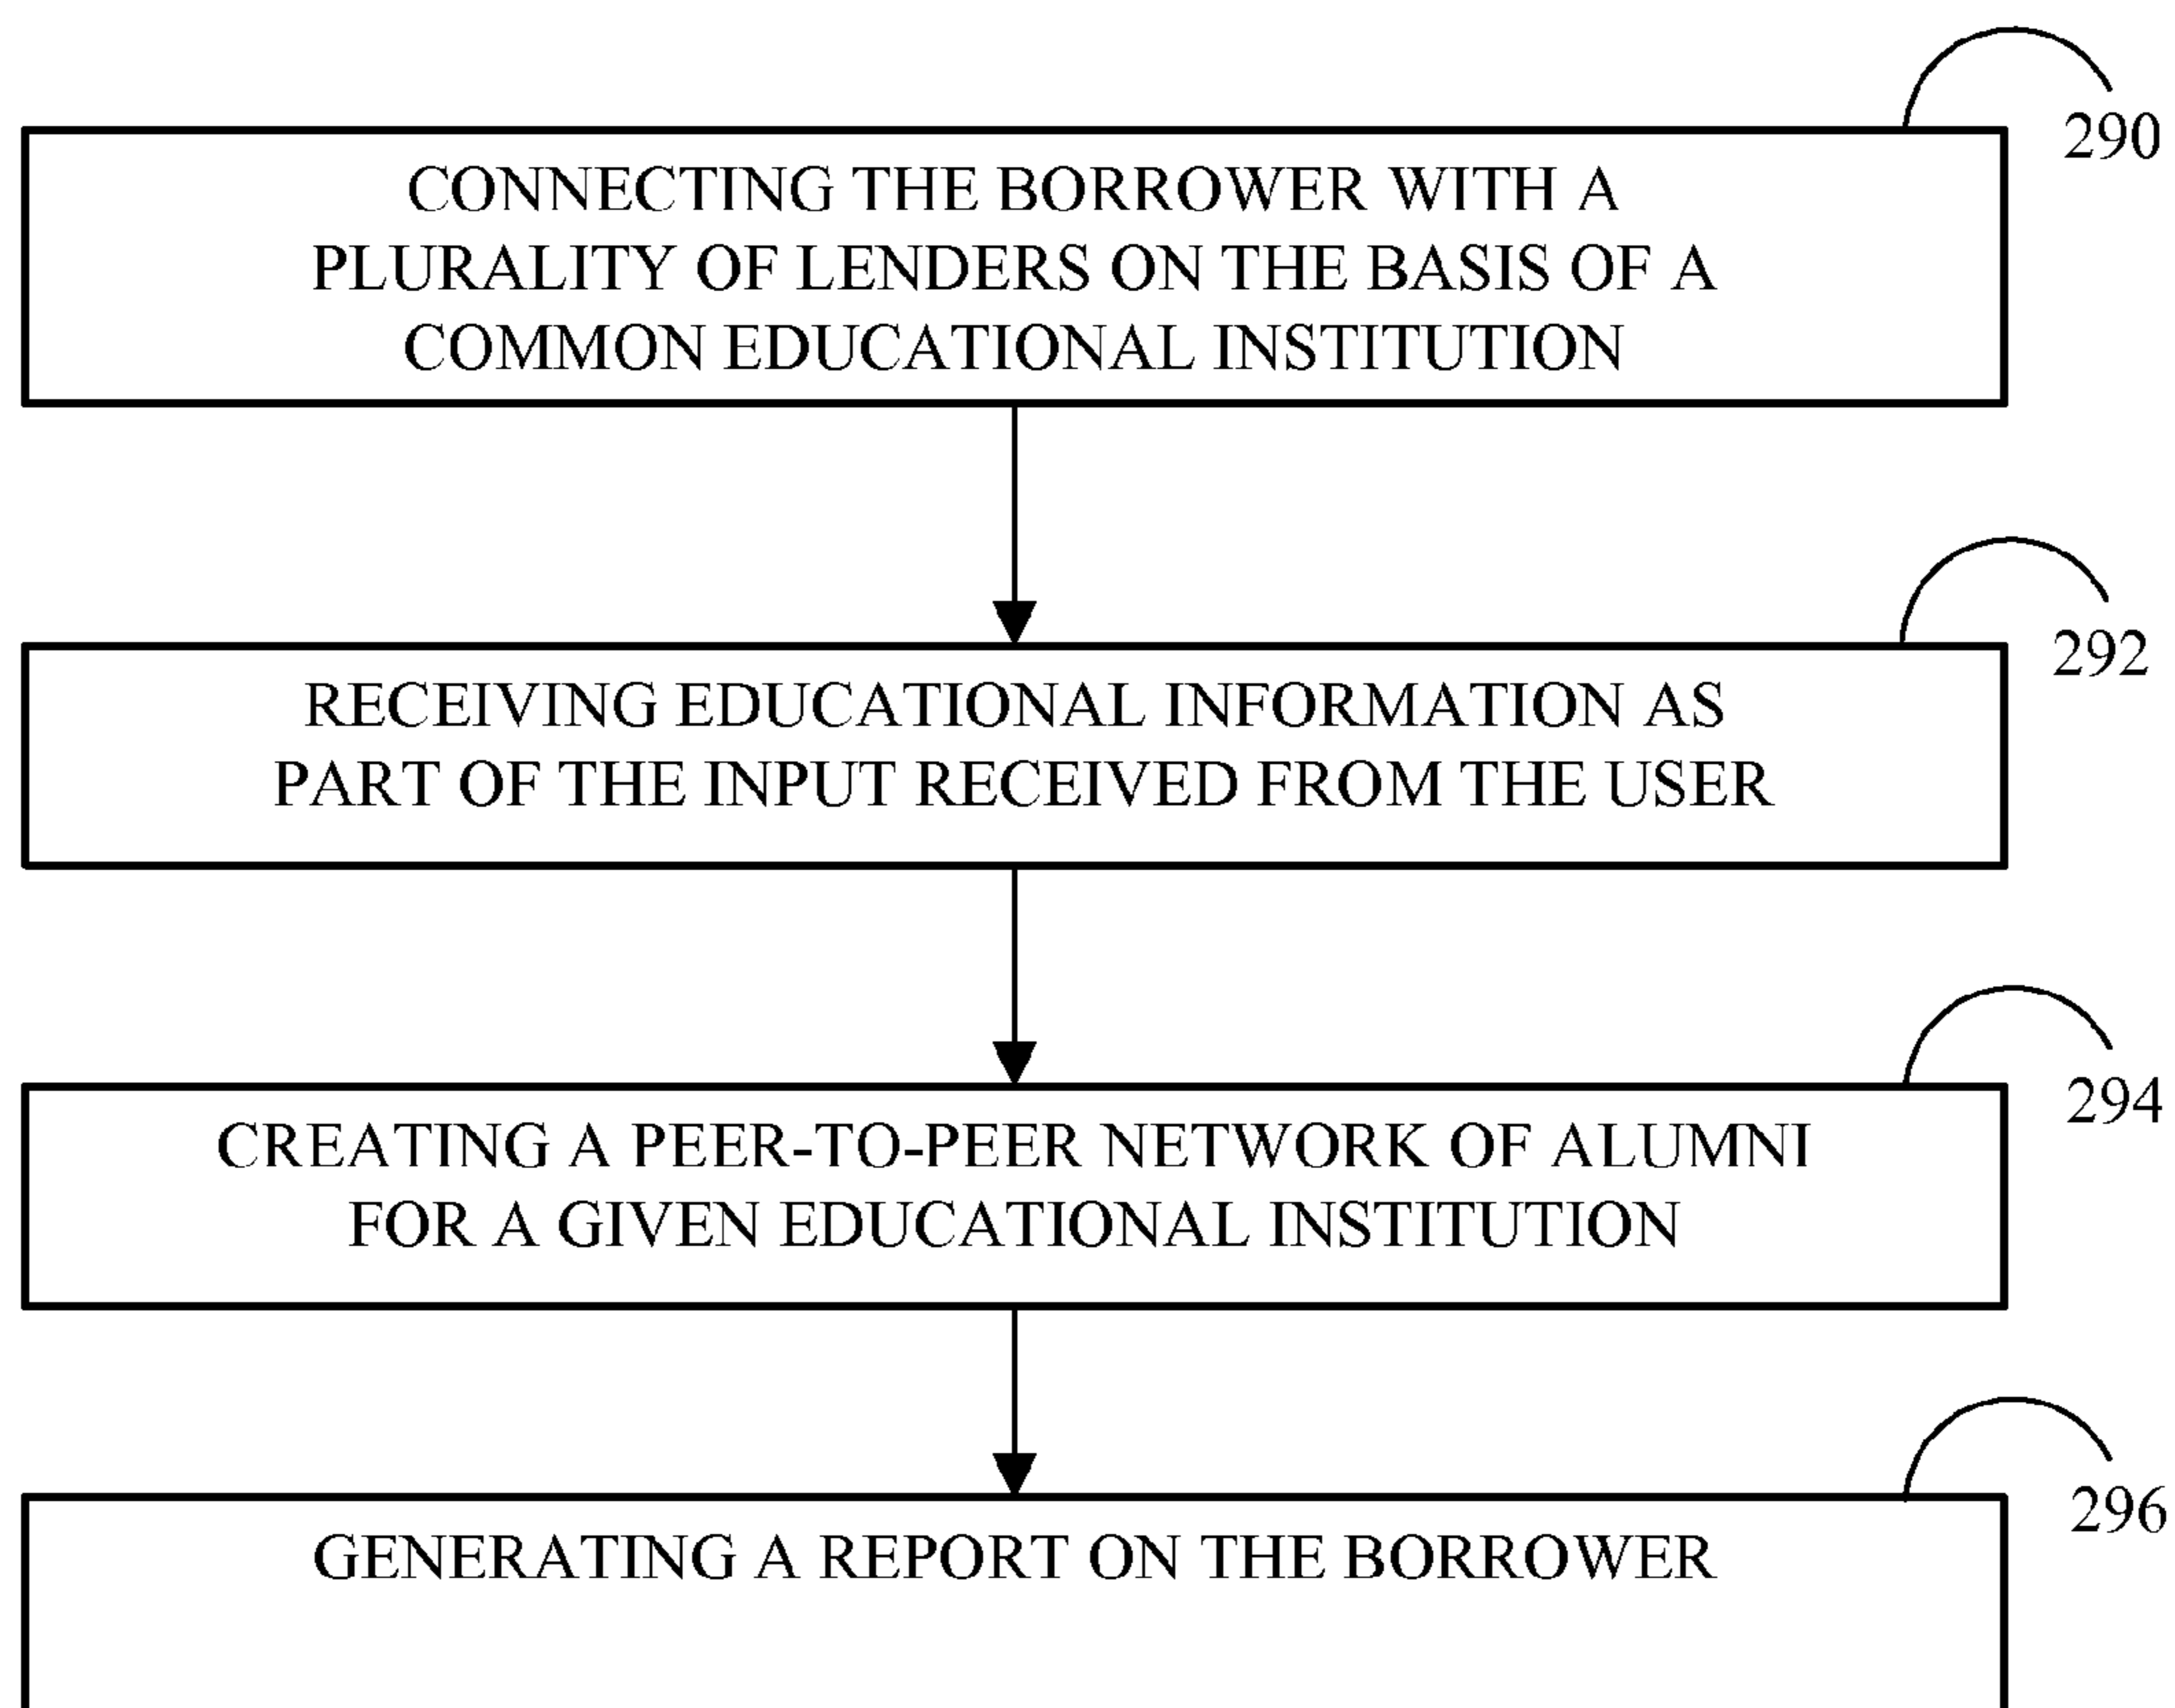 290
CONNECTING THE BORROWER WITH A
PLURALITY OF LENDERS ON THE BASIS OF A
COMMON EDUCATIONAL INSTITUTION
292
RECEIVING EDUCATIONAL INFORMATION AS
PART OF THE INPUT RECEIVED FROM THE USER
294
CREATING A PEER-TO-PEER NETWORK OF ALUMNI
FOR A GIVEN EDUCATIONAL INSTITUTION
296
GENERATING A REPORT ON THE BORROWER